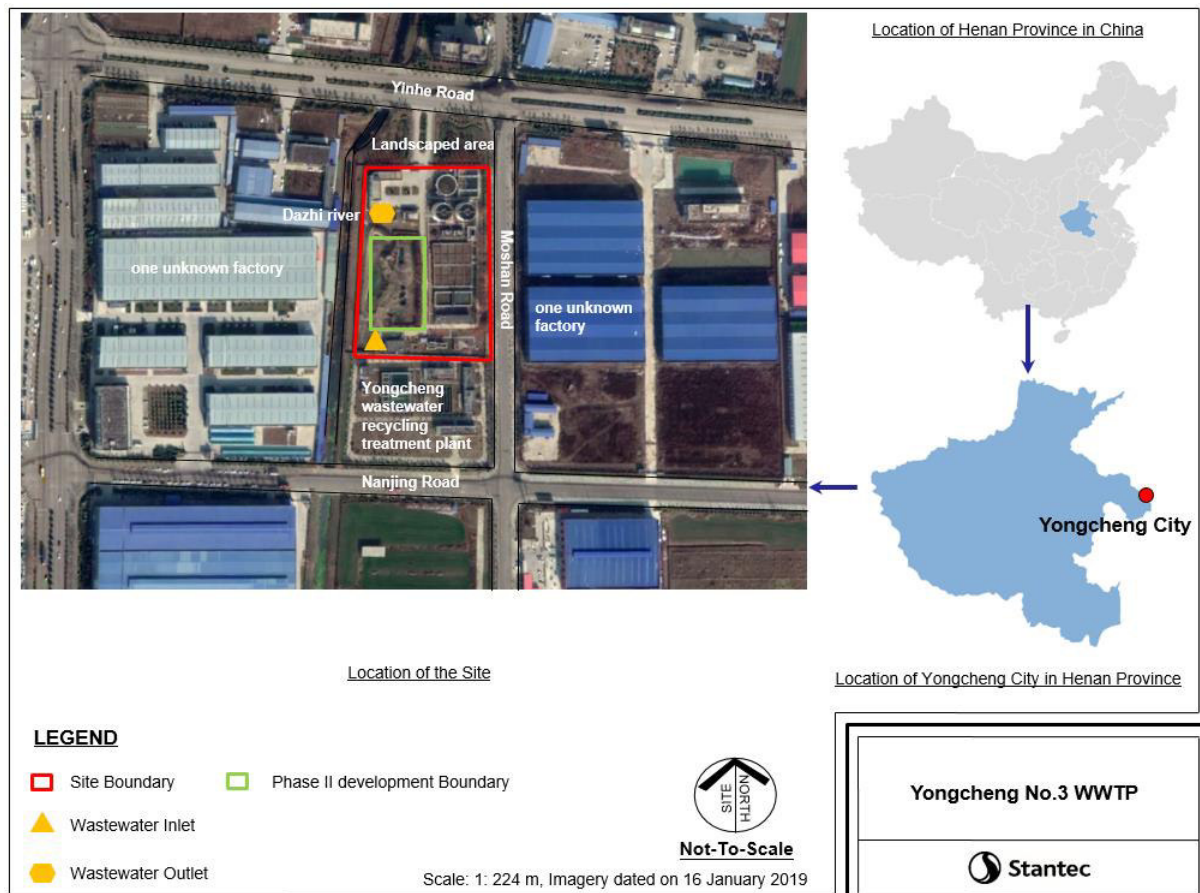 Location of Henan Province in China
Yinhe Road
Landscaped area
Dazhi river
one unknown factory
Moshan Road
one unknown
factory
Yongcheng
wastewater
recycling
treatment plant
Nanjing Road
Yongcheng City
Location of the Site
Location of Yongcheng City in Henan Province
LEGEND
Site Boundary
Phase II development Boundary
Wastewater Inlet
Wastewater Outlet
SITE
NORTH
Not-To-Scale
Scale: 1: 224 m, Imagery dated on 16 January 2019
Yongcheng No.3 WWTP
Stantec